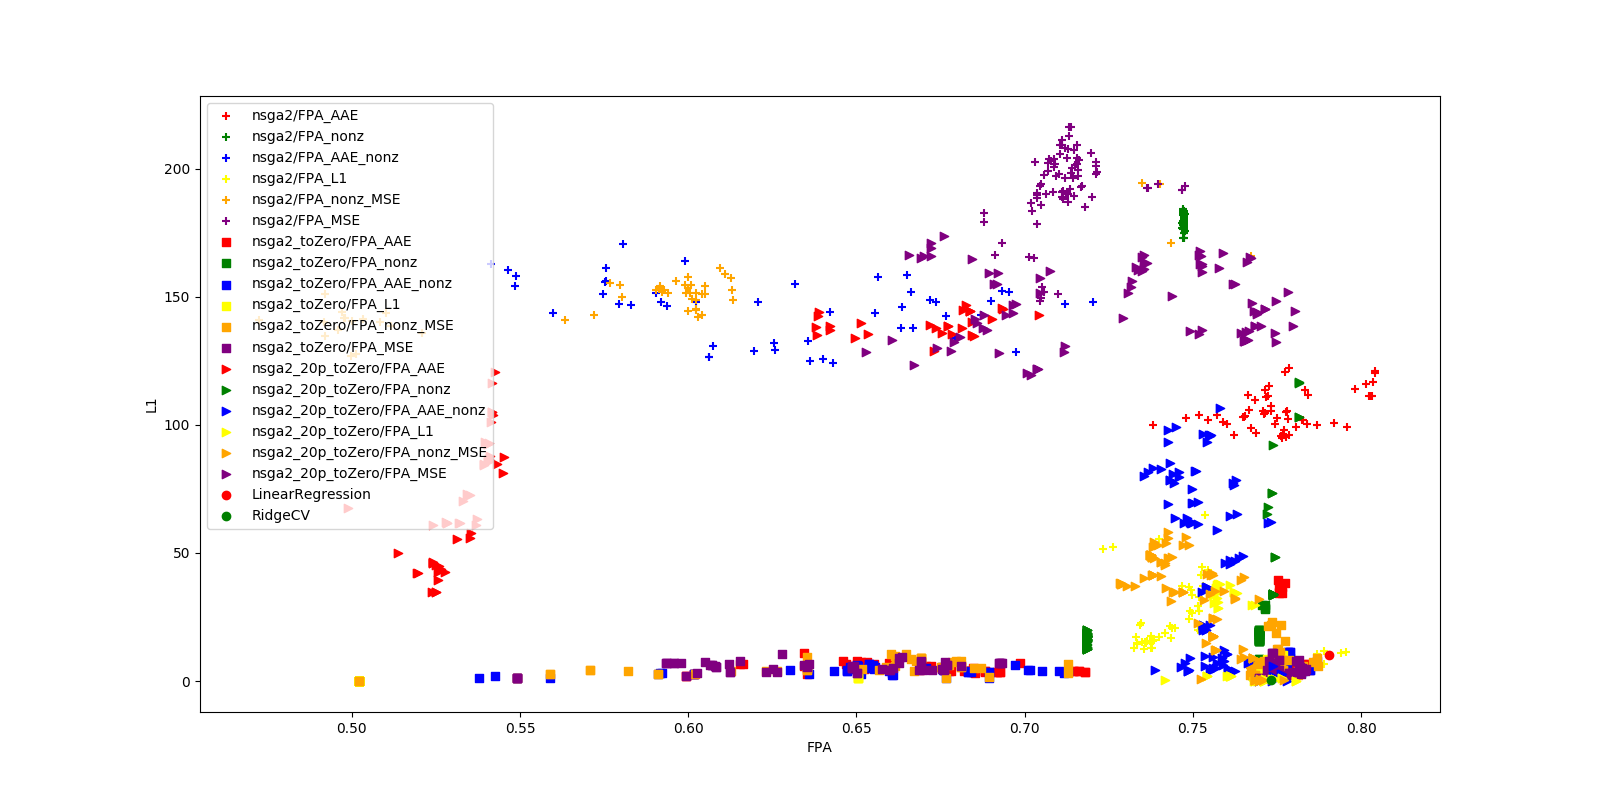 nsga2/FPA_AAE
nsga2/FPA_nonz
nsga2/FPA_AAE_nonz
nsga2/FPA_L1
nsga2/FPA_nonz_MSE
nsga2/FPA_MSE
nsga2_toZero/FPA_AAE
nsga2_toZero/FPA_nonz
nsga2_toZero/FPA_AAE_nonz
nsga2_toZero/FPA_L1
nsga2_toZero/FPA_nonz_MSE
nsga2_toZero/FPA_MSE
nsga2_20p_toZero/FPA_AAE
nsga2_20p_toZero/FPA_nonz
nsga2_20p_toZero/FPA_AAE_nonz
nsga2_20p_toZero/FPA_L1
nsga2_20p_toZero/FPA_nonz_MSE
nsga2_20p_toZero/FPA_MSE
LinearRegression
RidgeCV
L1
200
150
100
50
0
0.50 0.55 0.60 0.65 0.70 0.75 0.80
FPA